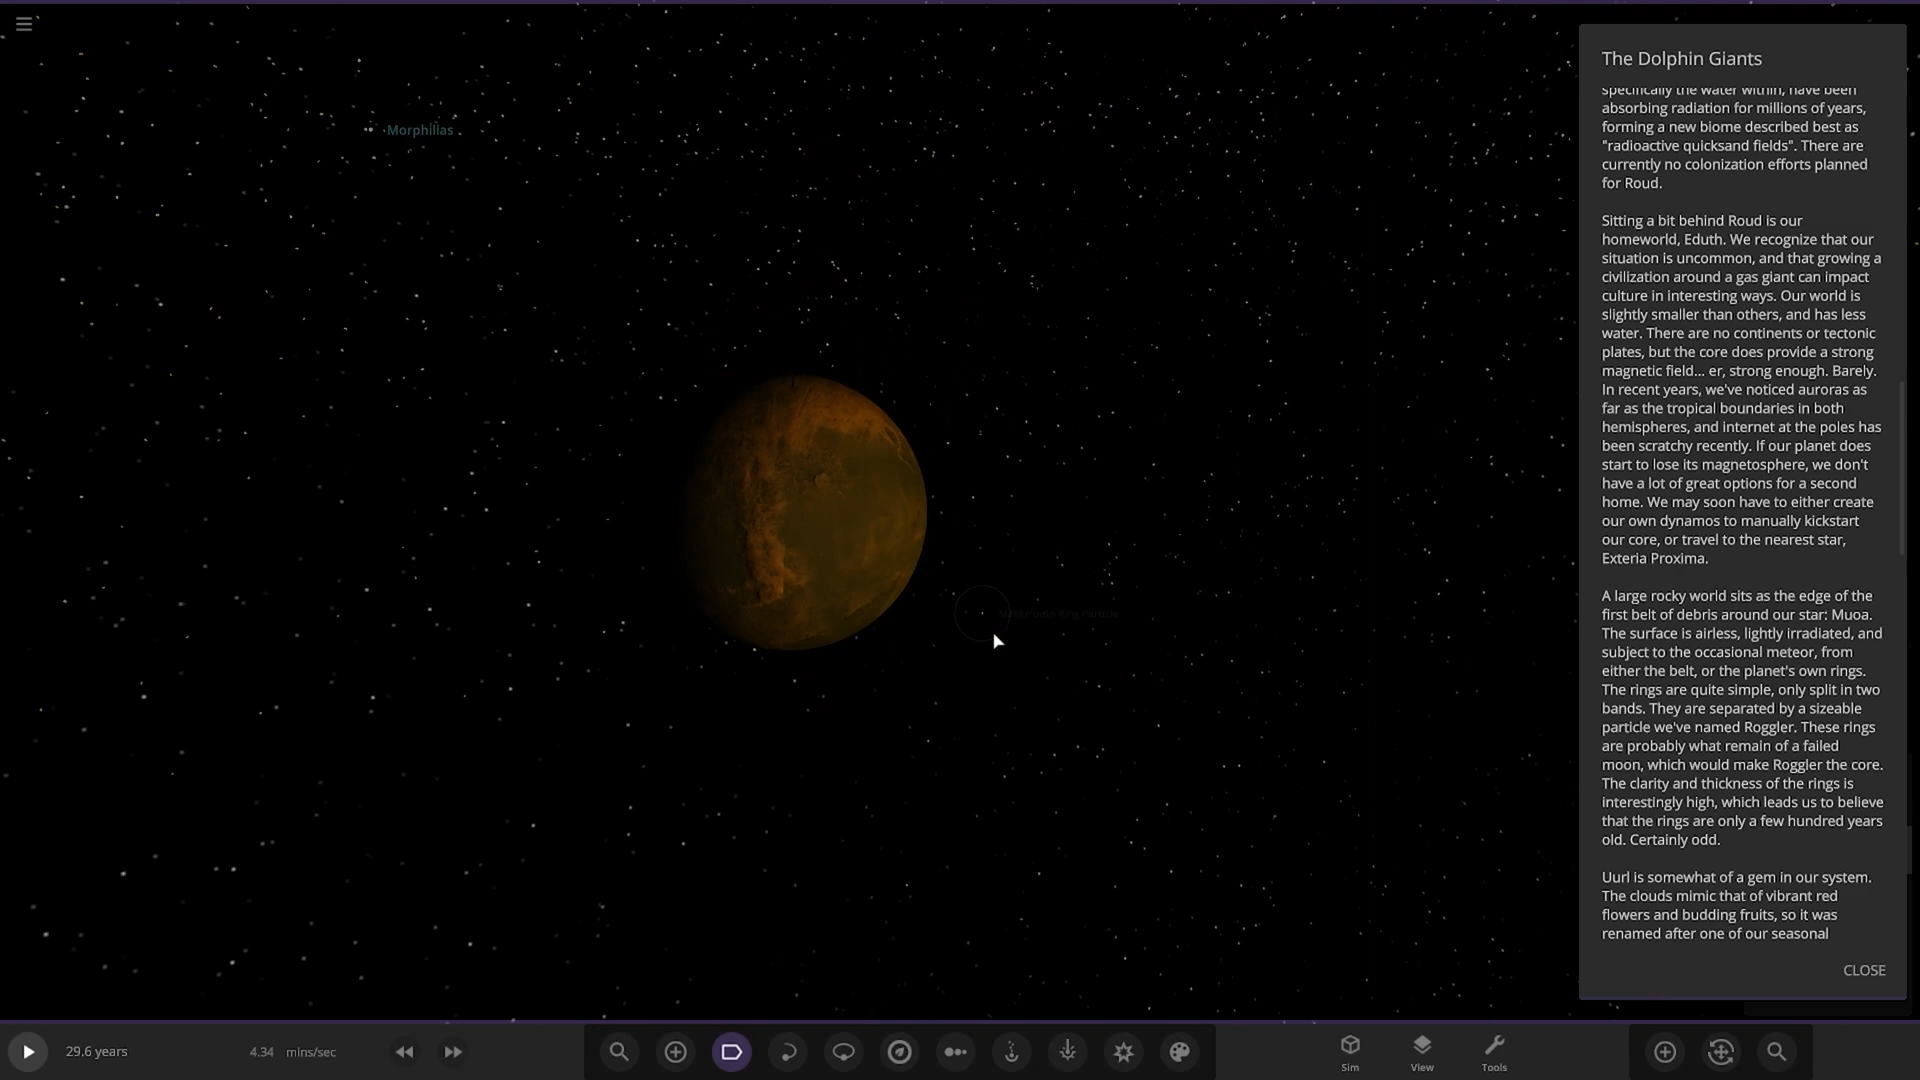 Morphilias
The Dolphin Giants
specifically the water within, have been
absorbing radiation for millions of years,
forming a new biome described best as
"radioactive quicksand fields". There are
currently no colonization efforts planned
for Roud.
Sitting a bit behind Roud is our
homeworld, Eduth. We recognize that our
situation is uncommon, and that growing a
civilization around a gas giant can impact
culture in interesting ways. Our world is
slightly smaller than others, and has less
water. There are no continents or tectonic
plates, but the core does provide a strong
magnetic field... er, strong enough. Barely.
In recent years, we've noticed auroras as
far as the tropical boundaries in both
hemispheres, and internet at the poles has
been scratchy recently. If our planet does
start to lose its magnetosphere, we don't
have a lot of great options for a second
home. We may soon have to either create
our own dynamos to manually kickstart
our core, or travel to the nearest star,
Exteria Proxima.
A large rocky world sits as the edge of the
first belt of debris around our star: Muoa.
The surface is airless, lightly irradiated, and
subject to the occasional meteor, from
either the belt, or the planet's own rings.
The rings are quite simple, only split in two
bands. They are separated by a sizeable
particle we've named Roggler. These rings
are probably what remain of a failed
moon, which would make Roggler the core.
The clarity and thickness of the rings is
interestingly high, which leads us to believe
that the rings are only a few hundred years
old. Certainly odd.
Uurl is somewhat of a gem in our system.
The clouds mimic that of vibrant red
flowers and budding fruits, so it was
renamed after one of our seasonal
CLOSE
Ring Particle
29.6 years
4.34 mins/sec
Sim
View
Tools